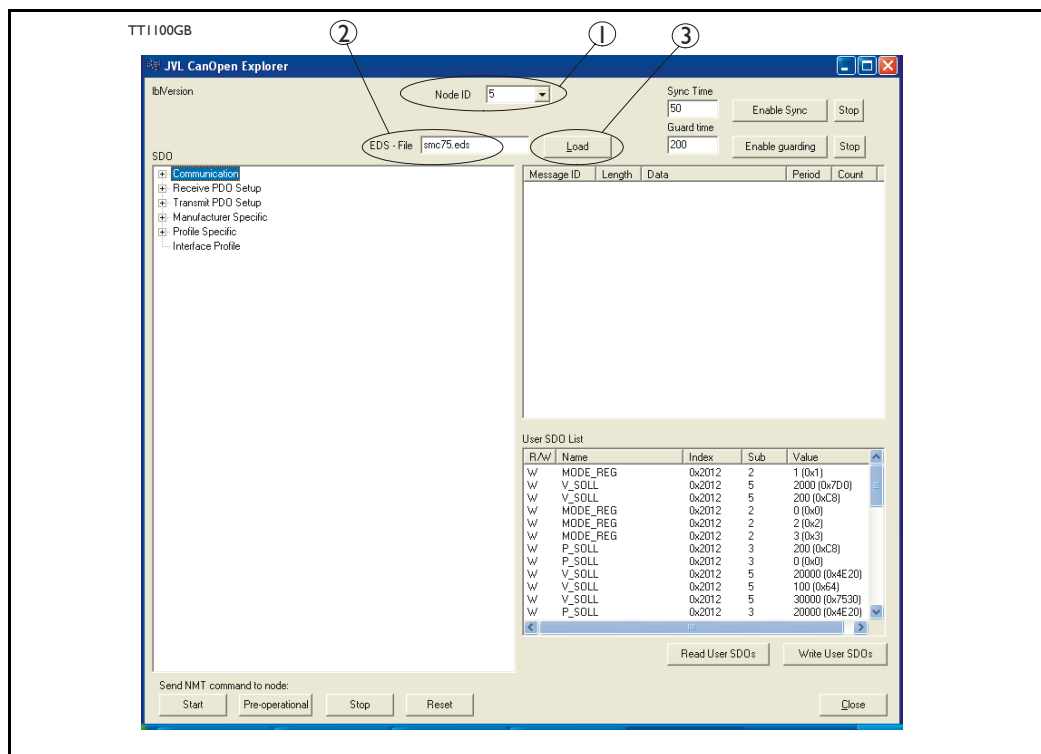 TT1100GB
2 1 3
JVL CanOpen Explorer
lblVersion
Node ID 5
Sync Time
50 Enable Sync Stop
Guard time
EDS - File smc75.eds Load 200 Enable guarding Stop
SDO
Communication
Receive PDO Setup
Transmit PDO Setup
Manufacturer Specific
Profile Specific
Interface Profile
Message ID Length Data Period Count
User SDO List
R/W Name Index Sub Value
W MODE_REG 0x2012 2 1 (0x1)
W V_SOLL 0x2012 5 2000 (0x7D0)
W V_SOLL 0x2012 5 200 (0xC8)
W MODE_REG 0x2012 2 0 (0x0)
W MODE_REG 0x2012 2 2 (0x2)
W MODE_REG 0x2012 2 3 (0x3)
W P_SOLL 0x2012 3 200 (0xC8)
W P_SOLL 0x2012 3 0 (0x0)
W V_SOLL 0x2012 5 20000 (0x4E20)
W V_SOLL 0x2012 5 100 (0x64)
W V_SOLL 0x2012 5 30000 (0x7530)
W P_SOLL 0x2012 3 20000 (0x4E20)
Read User SDOs Write User SDOs
Send NMT command to node:
Start Pre-operational Stop Reset Close